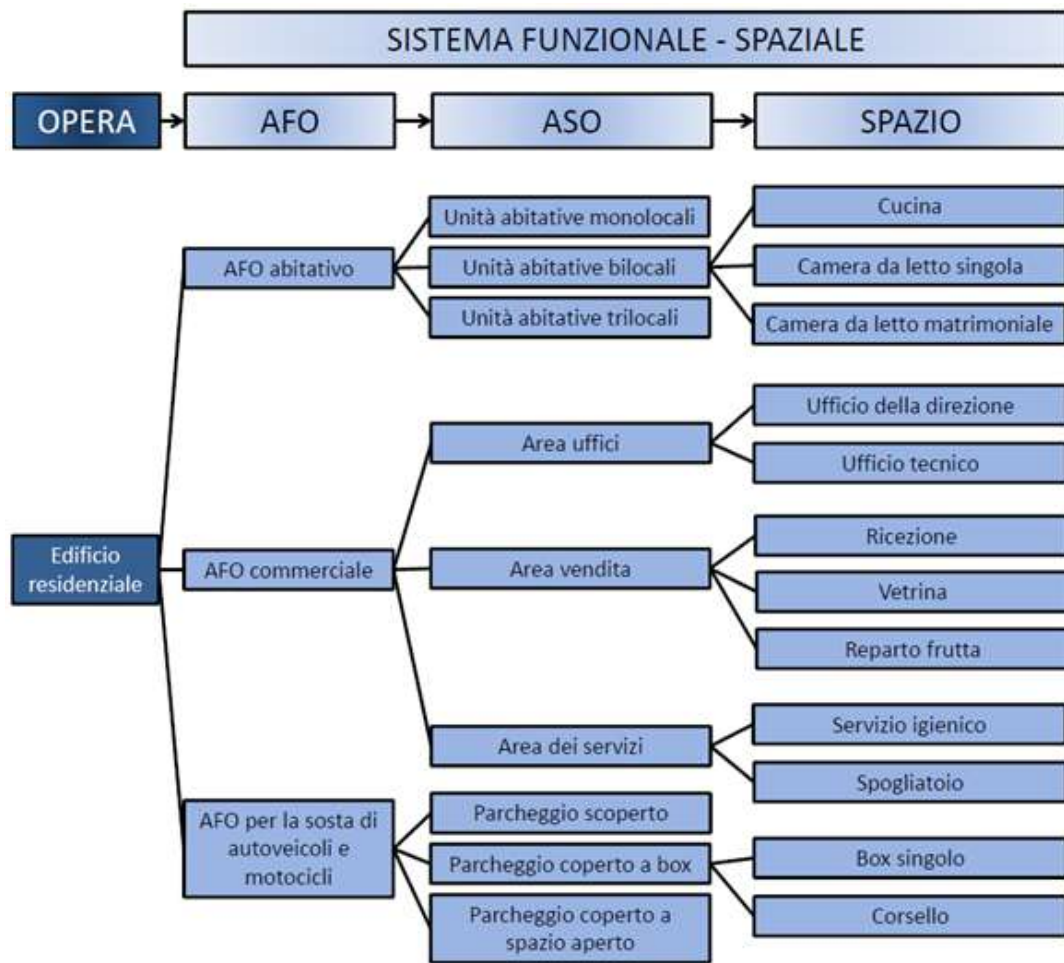 SISTEMA FUNZIONALE - SPAZIALE
OPERA
AFO
ASO
SPAZIO
Edificio
residenziale
AFO abitativo
Unità abitative monolocali
Unità abitative bilocali
Unità abitative trilocali
Cucina
Camera da letto singola
Camera da letto matrimoniale
AFO commerciale
Area uffici
Ufficio della direzione
Ufficio tecnico
Area vendita
Ricezione
Vetrina
Reparto frutta
Area dei servizi
Servizio igienico
Spogliatoio
AFO per la sosta di
autoveicoli e
motocicli
Parcheggio scoperto
Parcheggio coperto a box
Box singolo
Corsello
Parcheggio coperto a
spazio aperto